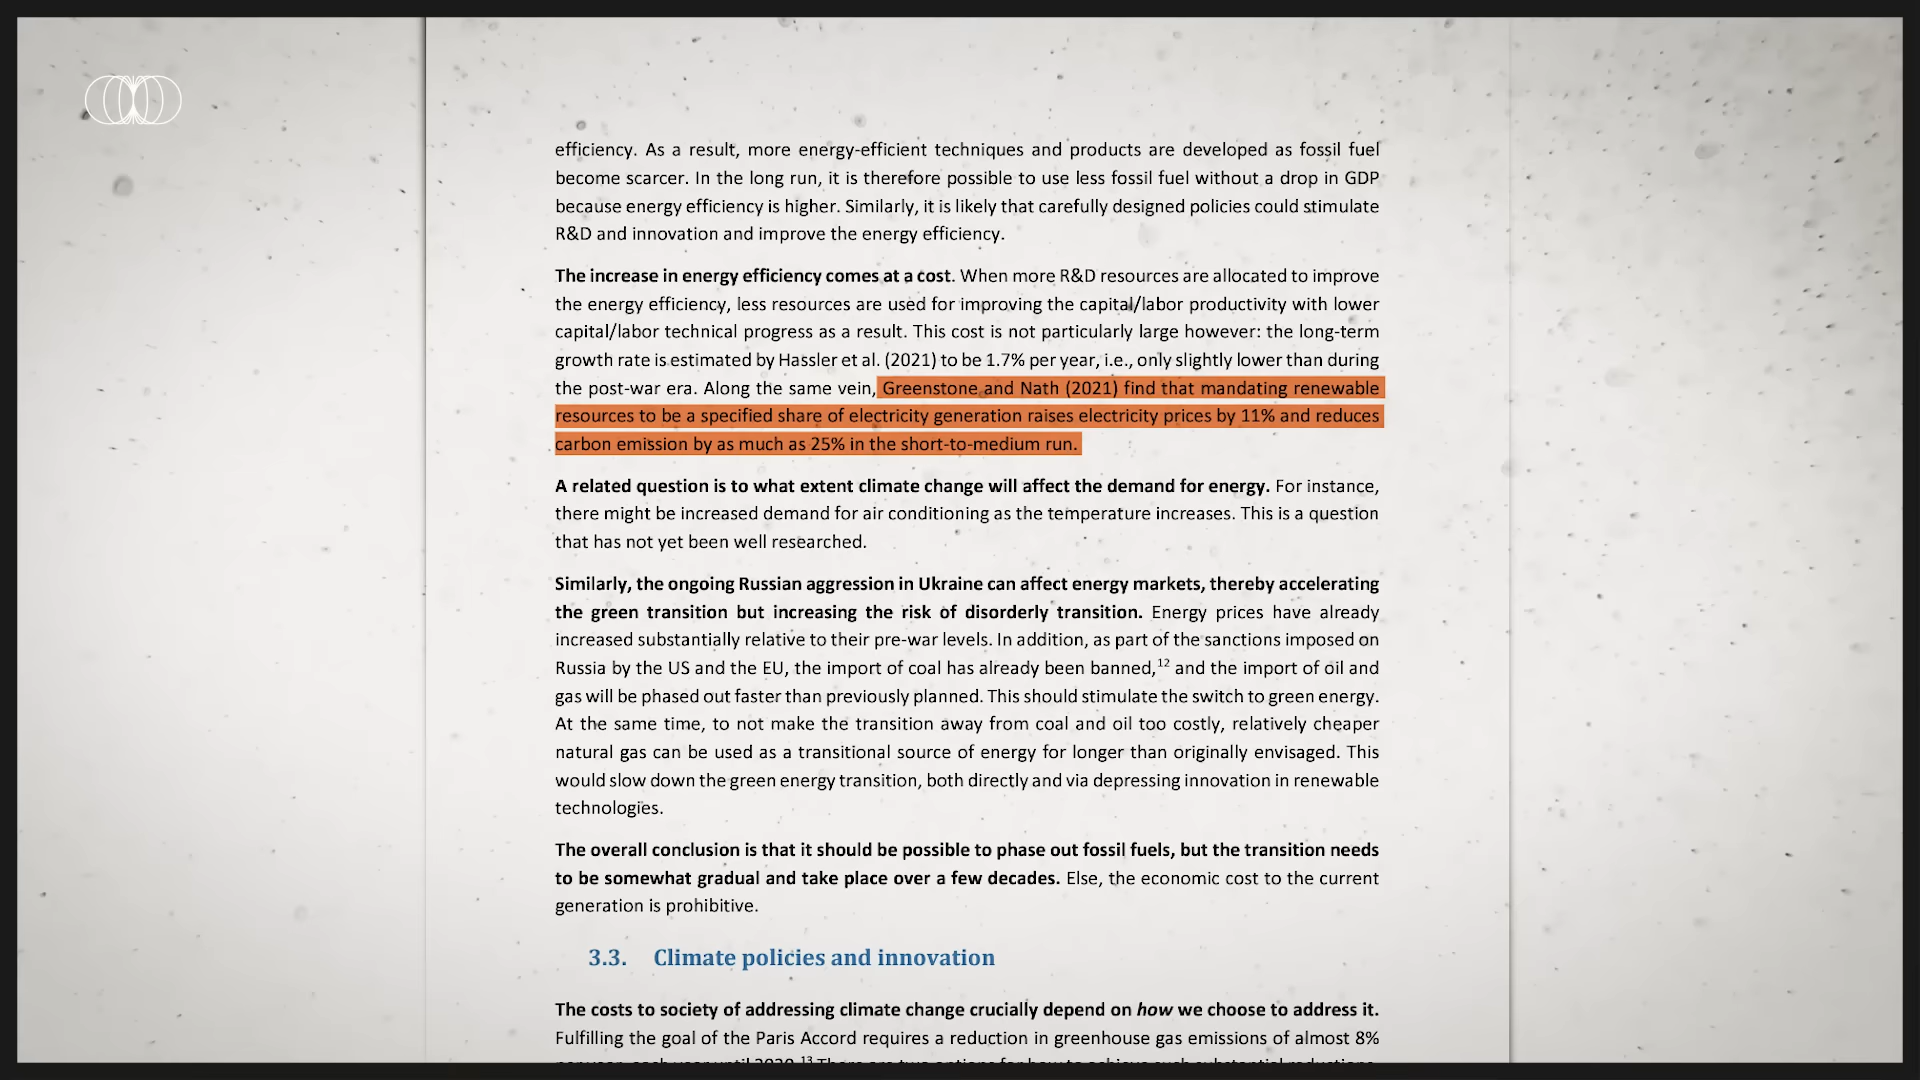 efficiency. As a result, more energy-efficient techniques and products are developed as fossil fuel
become scarcer. In the long run, it is therefore possible to use less fossil fuel without a drop in GDP
because energy efficiency is higher. Similarly, it is likely that carefully designed policies could stimulate
R&D and innovation and improve the energy efficiency.
The increase in energy efficiency comes at a cost. When more R&D resources are allocated to improve
the energy efficiency, less resources are used for improving the capital/labor productivity with lower
capital/labor technical progress as a result. This cost is not particularly large however: the long-term
growth rate is estimated by Hassler et al. (2021) to be 1.7% per year, i.e., only slightly lower than during
the post-war era. Along the same vein, Greenstone and Nath (2021) find that mandating renewable
resources to be a specified share of electricity generation raises electricity prices by 11% and reduces
carbon emission by as much as 25% in the short-to-medium run.
A related question is to what extent climate change will affect the demand for energy. For instance,
there might be increased demand for air conditioning as the temperature increases. This is a question
that has not yet been well researched.
Similarly, the ongoing Russian aggression in Ukraine can affect energy markets, thereby accelerating
the green transition but increasing the risk of disorderly transition. Energy prices have already
increased substantially relative to their pre-war levels. In addition, as part of the sanctions imposed on
Russia by the US and the EU, the import of coal has already been banned,12 and the import of oil and
gas will be phased out faster than previously planned. This should stimulate the switch to green energy.
At the same time, to not make the transition away from coal and oil too costly, relatively cheaper
natural gas can be used as a transitional source of energy for longer than originally envisaged. This
would slow down the green energy transition, both directly and via depressing innovation in renewable
technologies.
The overall conclusion is that it should be possible to phase out fossil fuels, but the transition needs
to be somewhat gradual and take place over a few decades. Else, the economic cost to the current
generation is prohibitive.
3.3. Climate policies and innovation
The costs to society of addressing climate change crucially depend on how we choose to address it.
Fulfilling the goal of the Paris Accord requires a reduction in greenhouse gas emissions of almost 8%